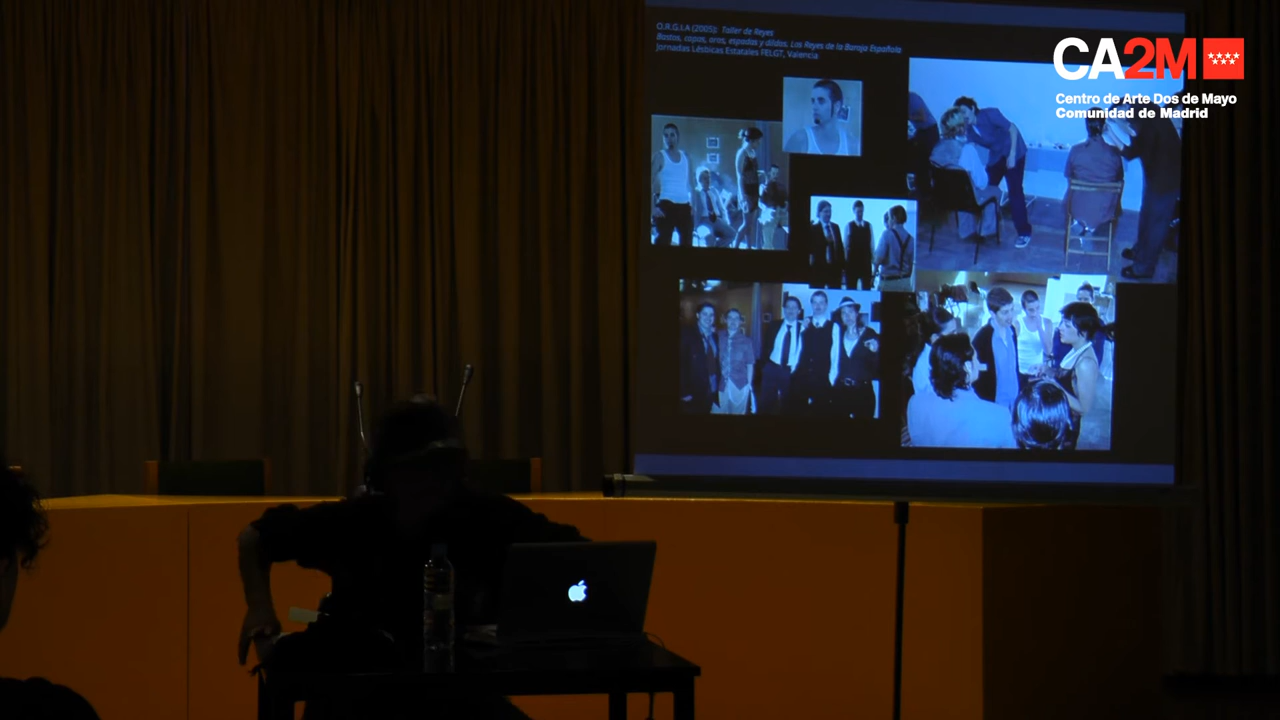 O.R.G.I.A (2005): Taller de Reyes
Bastos, copas, oros, espadas y dildos. Los Reyes de la Baraja Española
Jornadas Lésbicas Estatales FELGT, Valencia
CA2M
Centro de Arte Dos de Mayo
Comunidad de Madrid